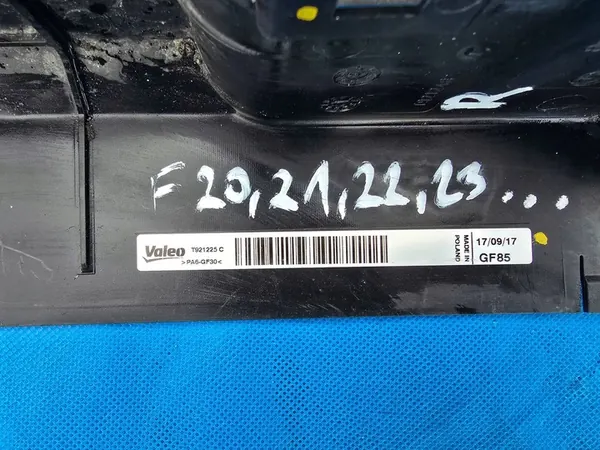 R
F 20,21,22,23...
Valeo T921225 C
>PA6-GF30<
MADE IN
POLAND
17/09/17
GF85